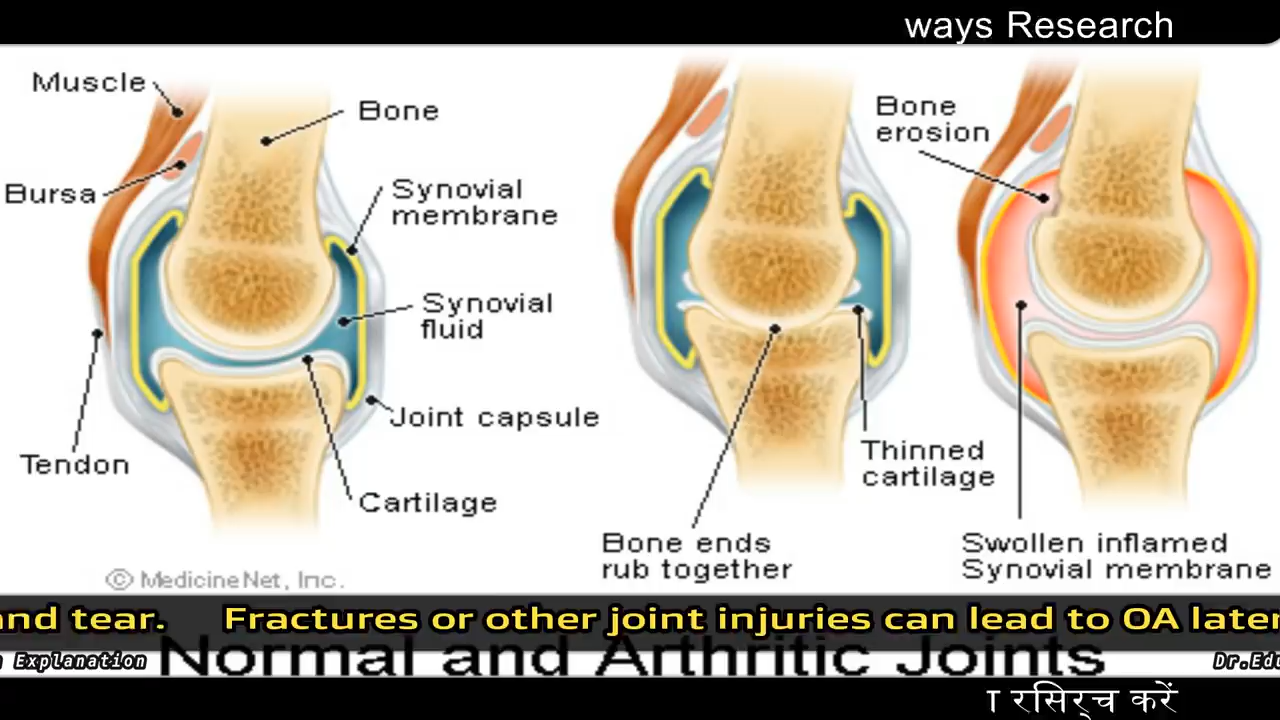 ways Research
Muscle
Bone
Bursa
Synovial
membrane
Synovial
fluid
Joint capsule
Tendon
Cartilage
Bone
erosion
Thinned
cartilage
Bone ends
rub together
Swollen inflamed
Synovial membrane
© MedicineNet, Inc.
and tear. Fractures or other joint injuries can lead to OA later
Explanation
Normal and Arthritic Joints
Dr.Edu
रिसर्च करें